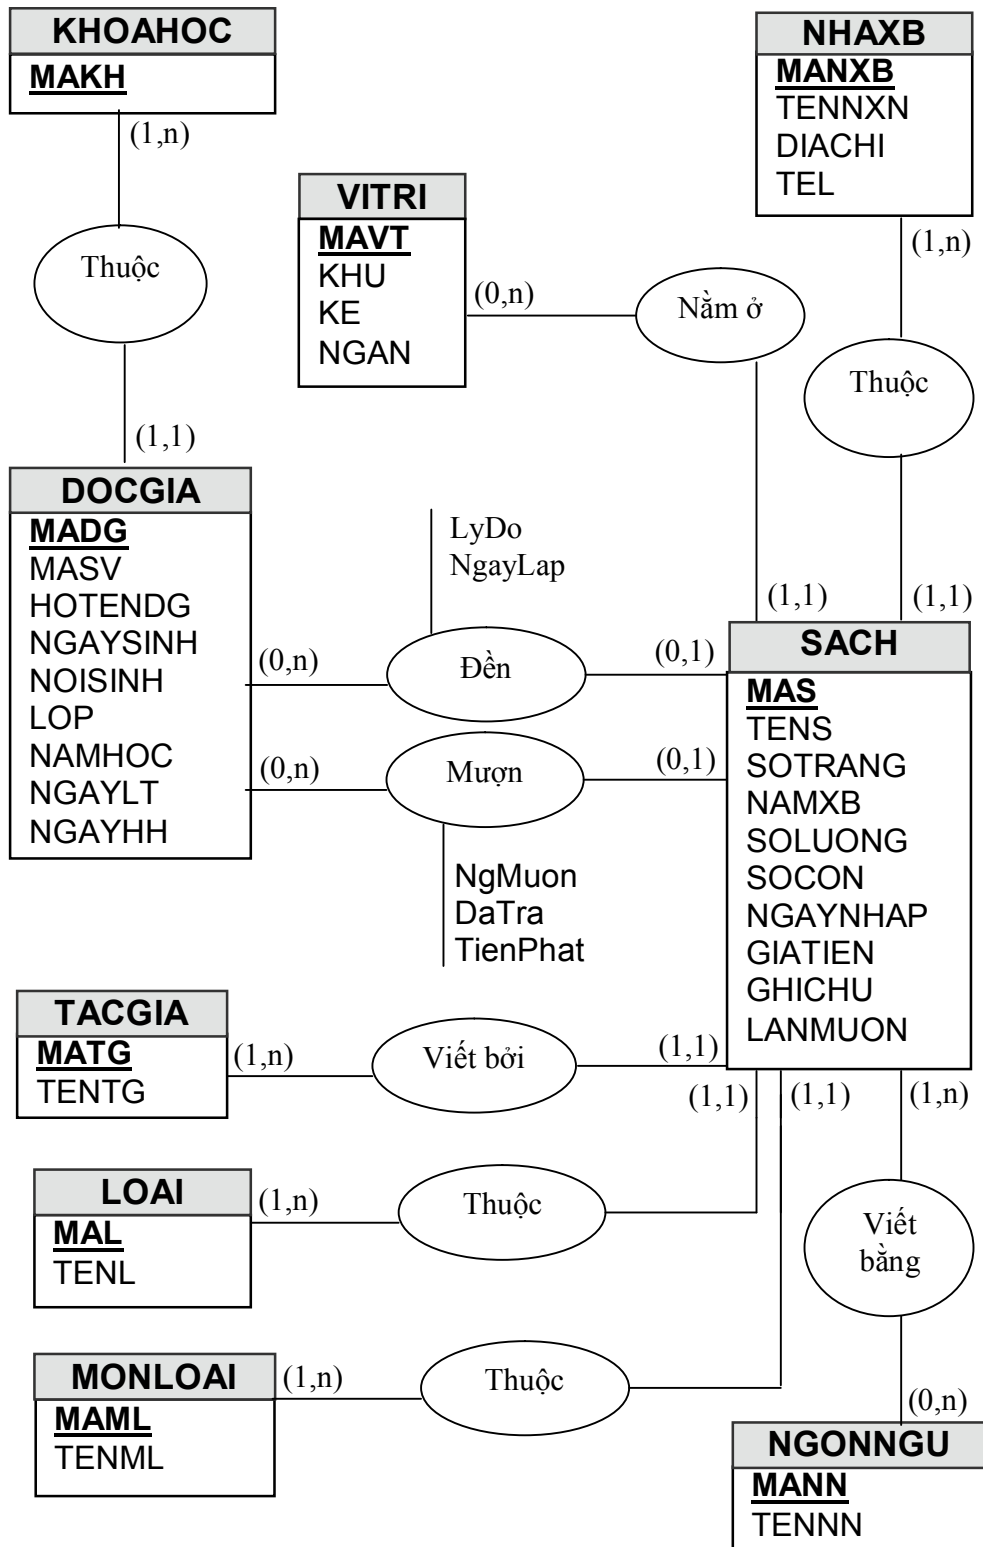 KHOAHOC
MAKH
(1,n)
Thuộc
(1,1)
NHAXB
MANXB
TENNXN
DIACHI
TEL
(1,n)
Thuộc
(1,1)
VITRI
MAVT
KHU
KE
NGAN
(0,n)
Nằm ở
(1,1)
DOCGIA
MADG
MASV
HOTENDG
NGAYSINH
NOISINH
LOP
NAMHOC
NGAYLT
NGAYHH
LyDo
NgayLap
(0,n)
Đền
(0,1)
(0,n)
Mượn
(0,1)
NgMuon
DaTra
TienPhat
SACH
MAS
TENS
SOTRANG
NAMXB
SOLUONG
SOCON
NGAYNHAP
GIATIEN
GHICHU
LANMUON
TACGIA
MATG
TENTG
(1,n)
Viết bởi
(1,1)
(1,1)
(1,1)
(1,n)
LOAI
MAL
TENL
(1,n)
Thuộc
Viết
bằng
MONLOAI
MAML
TENML
(1,n)
Thuộc
(0,n)
NGONNGU
MANN
TENNN